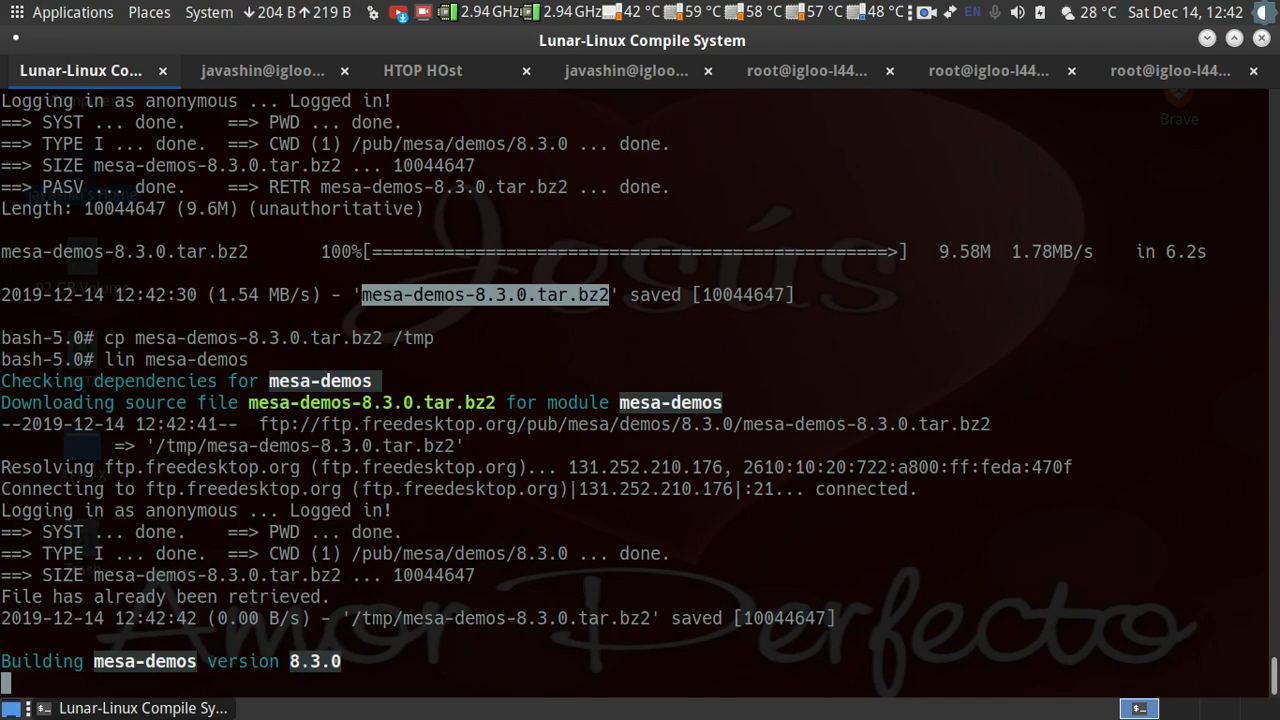 Applications Places System 204 B 219 B 2.94 GHz 2.94 GHz 42 °C 59 °C 58 °C 57 °C 48 °C EN 28 °C Sat Dec 14, 12:42
Lunar-Linux Compile System
Lunar-Linux Co... × javashin@igloo... × HTOP HOst × javashin@igloo... × root@igloo-l44... × root@igloo-l44... × root@igloo-l44... ×
Logging in as anonymous ... Logged in!
==> SYST ... done.    ==> PWD ... done.
Brave
==> TYPE I ... done.  ==> CWD (1) /pub/mesa/demos/8.3.0 ... done.
==> SIZE mesa-demos-8.3.0.tar.bz2 ... 10044647
==> PASV ... done.    ==> RETR mesa-demos-8.3.0.tar.bz2 ... done.
javashin's Home
Length: 10044647 (9.6M) (unauthoritative)
Jesús
mesa-demos-8.3.0.tar.bz2       100%[==================================================>]   9.58M  1.78MB/s    in 6.2s
2019-12-14 12:42:30 (1.54 MB/s) - 'mesa-demos-8.3.0.tar.bz2' saved [10044647]
bash-5.0# cp mesa-demos-8.3.0.tar.bz2 /tmp
bash-5.0# lin mesa-demos
Checking dependencies for mesa-demos
Downloading source file mesa-demos-8.3.0.tar.bz2 for module mesa-demos
--2019-12-14 12:42:41--  ftp://ftp.freedesktop.org/pub/mesa/demos/8.3.0/mesa-demos-8.3.0.tar.bz2
           => '/tmp/mesa-demos-8.3.0.tar.bz2'
Resolving ftp.freedesktop.org (ftp.freedesktop.org)... 131.252.210.176, 2610:10:20:722:a800:ff:feda:470f
Connecting to ftp.freedesktop.org (ftp.freedesktop.org)|131.252.210.176|:21... connected.
Logging in as anonymous ... Logged in!
==> SYST ... done.    ==> PWD ... done.
==> TYPE I ... done.  ==> CWD (1) /pub/mesa/demos/8.3.0 ... done.
==> SIZE mesa-demos-8.3.0.tar.bz2 ... 10044647
File has already been retrieved.
2019-12-14 12:42:42 (0.00 B/s) - '/tmp/mesa-demos-8.3.0.tar.bz2' saved [10044647]
Amor Perfecto
Building mesa-demos version 8.3.0
Lunar-Linux Compile Sy...